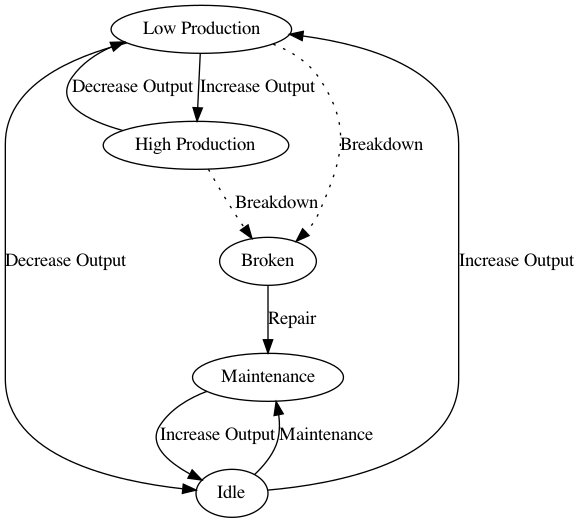 Low Production
Decrease Output
Increase Output
High Production
Breakdown
Breakdown
Broken
Decrease Output
Increase Output
Repair
Maintenance
Increase Output
Maintenance
Idle